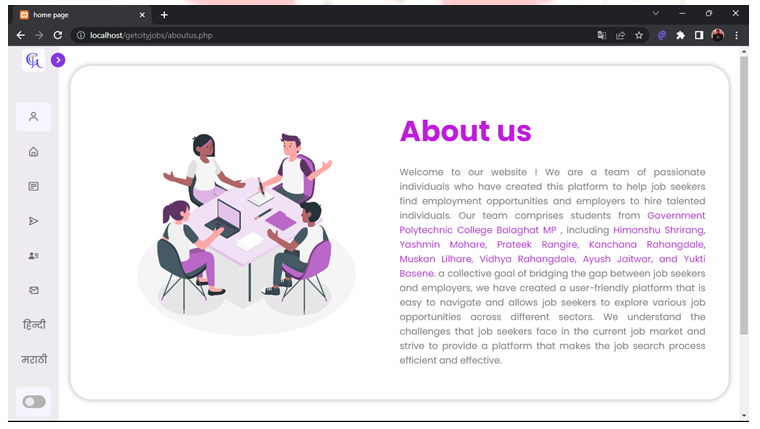 home page
localhost/getcityjobs/aboutus.php
About us
Welcome to our website ! We are a team of passionate
individuals who have created this platform to help job seekers
find employment opportunities and employers to hire talented
individuals. Our team comprises students from Government
Polytechnic College Balaghat MP , including Himanshu Shrirang,
Yashmin Mohare, Prateek Rangire, Kanchana Rahangdale,
Muskan Lilhare, Vidhya Rahangdale, Ayush Jaitwar, and Yukti
Basene. a collective goal of bridging the gap between job seekers
and employers, we have created a user-friendly platform that is
easy to navigate and allows job seekers to explore various job
opportunities across different sectors. We understand the
challenges that job seekers face in the current job market and
strive to provide a platform that makes the job search process
efficient and effective.
हिन्दी
मराठी